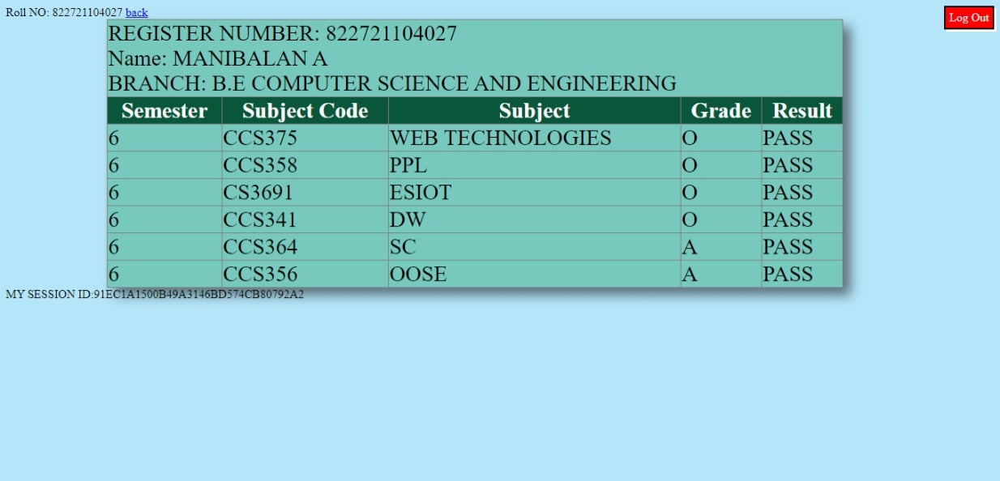 Roll NO: 822721104027 back
Log Out
REGISTER NUMBER: 822721104027
Name: MANIBALAN A
BRANCH: B.E COMPUTER SCIENCE AND ENGINEERING
Semester Subject Code Subject Grade Result
6 CCS375 WEB TECHNOLOGIES O PASS
6 CCS358 PPL O PASS
6 CS3691 ESIOT O PASS
6 CCS341 DW O PASS
6 CCS364 SC A PASS
6 CCS356 OOSE A PASS
MY SESSION ID:91EC1A1500B49A3146BD574CB80792A2